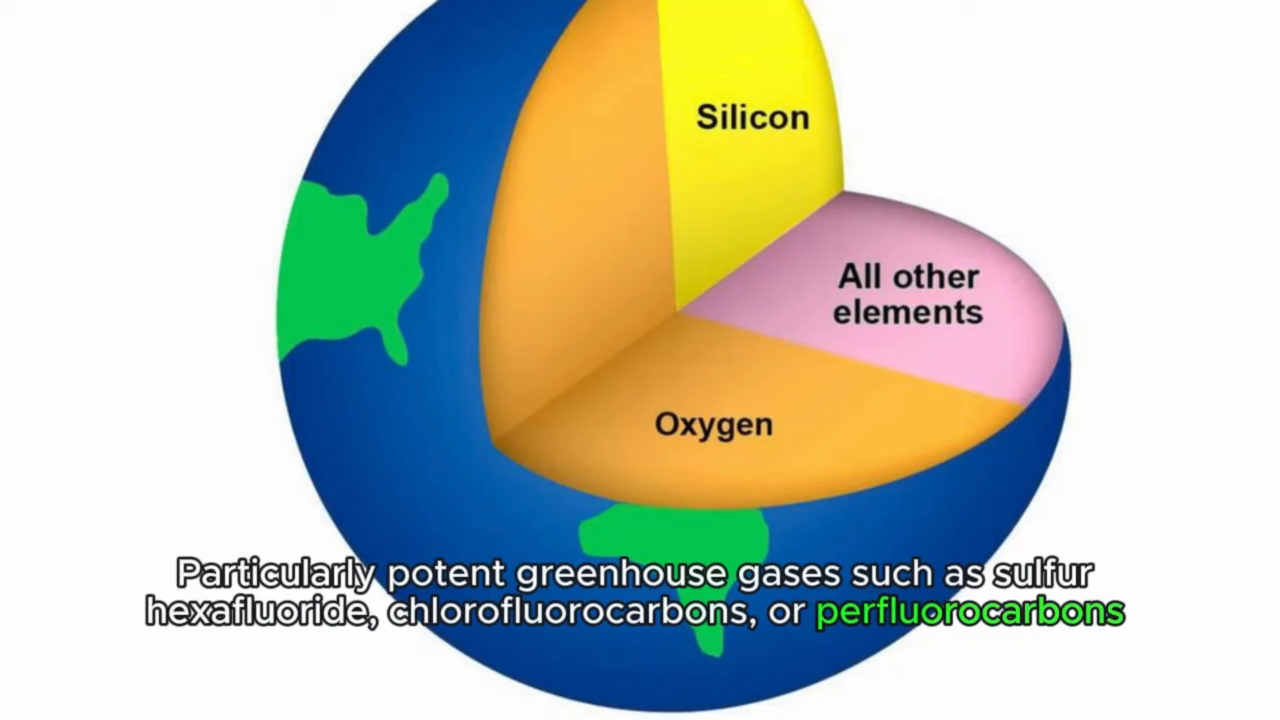 Silicon
All other
elements
Oxygen
Particularly potent greenhouse gases such as sulfur
hexafluoride, chlorofluorocarbons, or perfluorocarbons